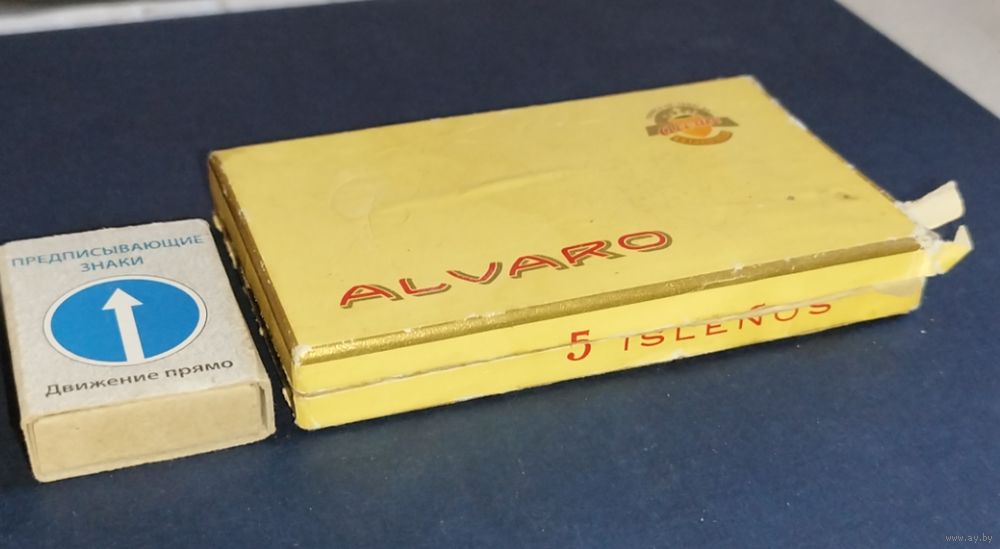 ПРЕДПИСЫВАЮЩИЕ
ЗНАКИ
Движение прямо
ALVARO
5 ISLEÑOS
www.ay.by